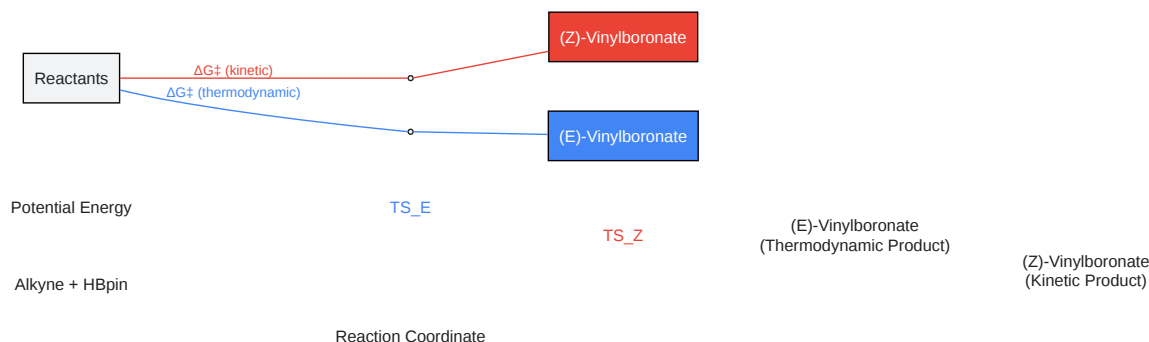 (Z)-Vinylboronate
Reactants
ΔG‡ (kinetic)
ΔG‡ (thermodynamic)
(E)-Vinylboronate
Potential Energy
TS_E
TS_Z
(E)-Vinylboronate
(Thermodynamic Product)
(Z)-Vinylboronate
(Kinetic Product)
Alkyne + HBpin
Reaction Coordinate